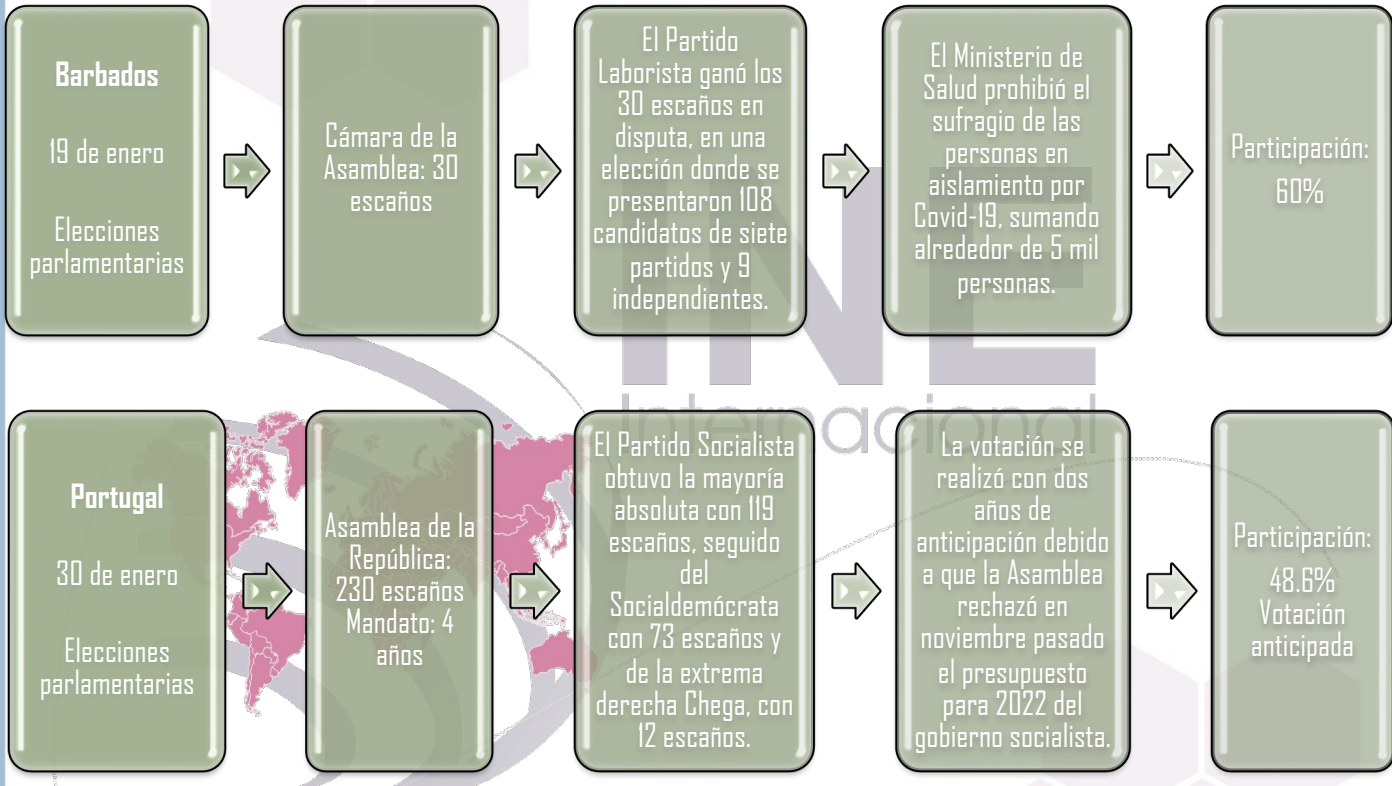 Barbados
19 de enero
Elecciones
parlamentarias
Cámara de la
Asamblea: 30
escaños
El Partido
Laborista ganó los
30 escaños en
disputa, en una
elección donde se
presentaron 108
candidatos de siete
partidos y 9
independientes.
El Ministerio de
Salud prohibió el
sufragio de las
personas en
aislamiento por
Covid-19, sumando
alrededor de 5 mil
personas.
Participación:
60%
INE
Internacional
Portugal
30 de enero
Elecciones
parlamentarias
Asamblea de la
República:
230 escaños
Mandato: 4
años
El Partido Socialista
obtuvo la mayoría
absoluta con 119
escaños, seguido
del
Socialdemócrata
con 73 escaños y
de la extrema
derecha Chega, con
12 escaños.
La votación se
realizó con dos
años de
anticipación debido
a que la Asamblea
rechazó en
noviembre pasado
el presupuesto
para 2022 del
gobierno socialista.
Participación:
48.6%
Votación
anticipada